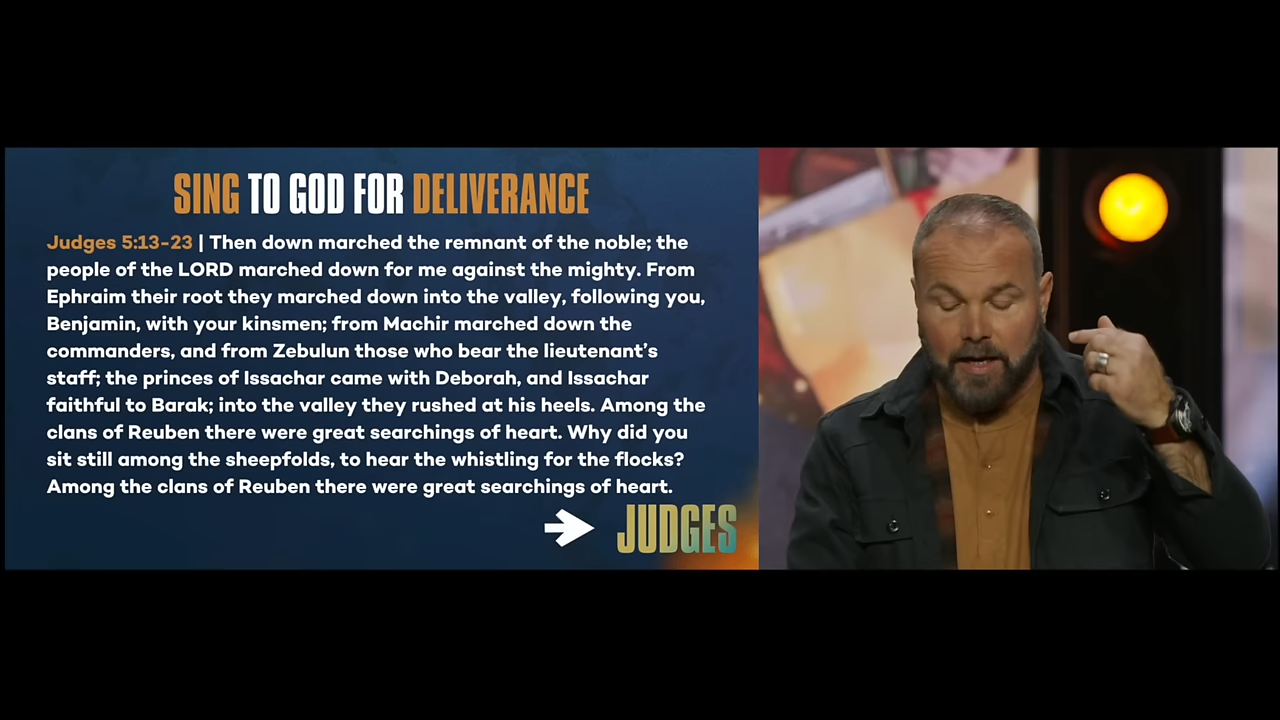 SING TO GOD FOR DELIVERANCE
Judges 5:13-23 | Then down marched the remnant of the noble; the
people of the LORD marched down for me against the mighty. From
Ephraim their root they marched down into the valley, following you,
Benjamin, with your kinsmen; from Machir marched down the
commanders, and from Zebulun those who bear the lieutenant's
staff; the princes of Issachar came with Deborah, and Issachar
faithful to Barak; into the valley they rushed at his heels. Among the
clans of Reuben there were great searchings of heart. Why did you
sit still among the sheepfolds, to hear the whistling for the flocks?
Among the clans of Reuben there were great searchings of heart.
JUDGES